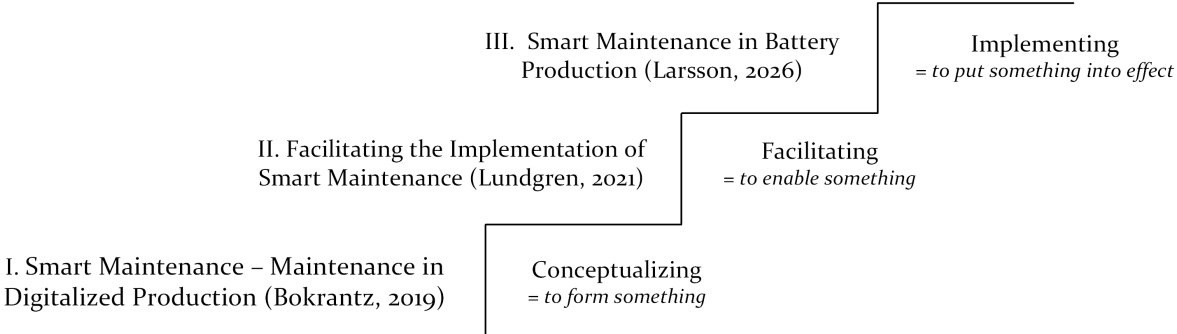 III. Smart Maintenance in Battery
Production (Larsson, 2026)
Implementing
= to put something into effect
II. Facilitating the Implementation of
Smart Maintenance (Lundgren, 2021)
Facilitating
= to enable something
I. Smart Maintenance – Maintenance in
Digitalized Production (Bokrantz, 2019)
Conceptualizing
= to form something